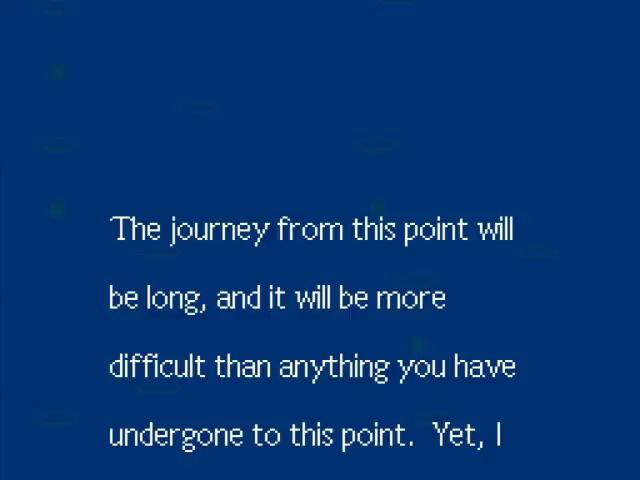 The journey from this point will
be long, and it will be more
difficult than anything you have
undergone to this point.  Yet, I